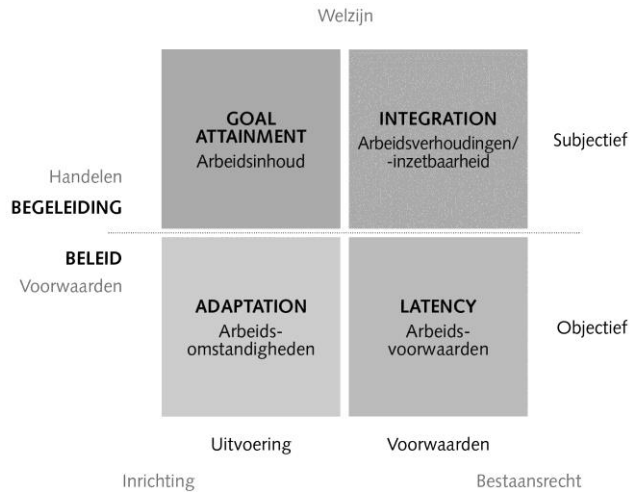 Welzijn
GOAL
ATTAINMENT
Arbeidsinhoud
INTEGRATION
Arbeidsverhoudingen/
-inzetbaarheid
Subjectief
Handelen
BEGELEIDING
BELEID
Voorwaarden
ADAPTATION
Arbeids-
omstandigheden
LATENCY
Arbeids-
voorwaarden
Objectief
Uitvoering
Voorwaarden
Inrichting
Bestaansrecht